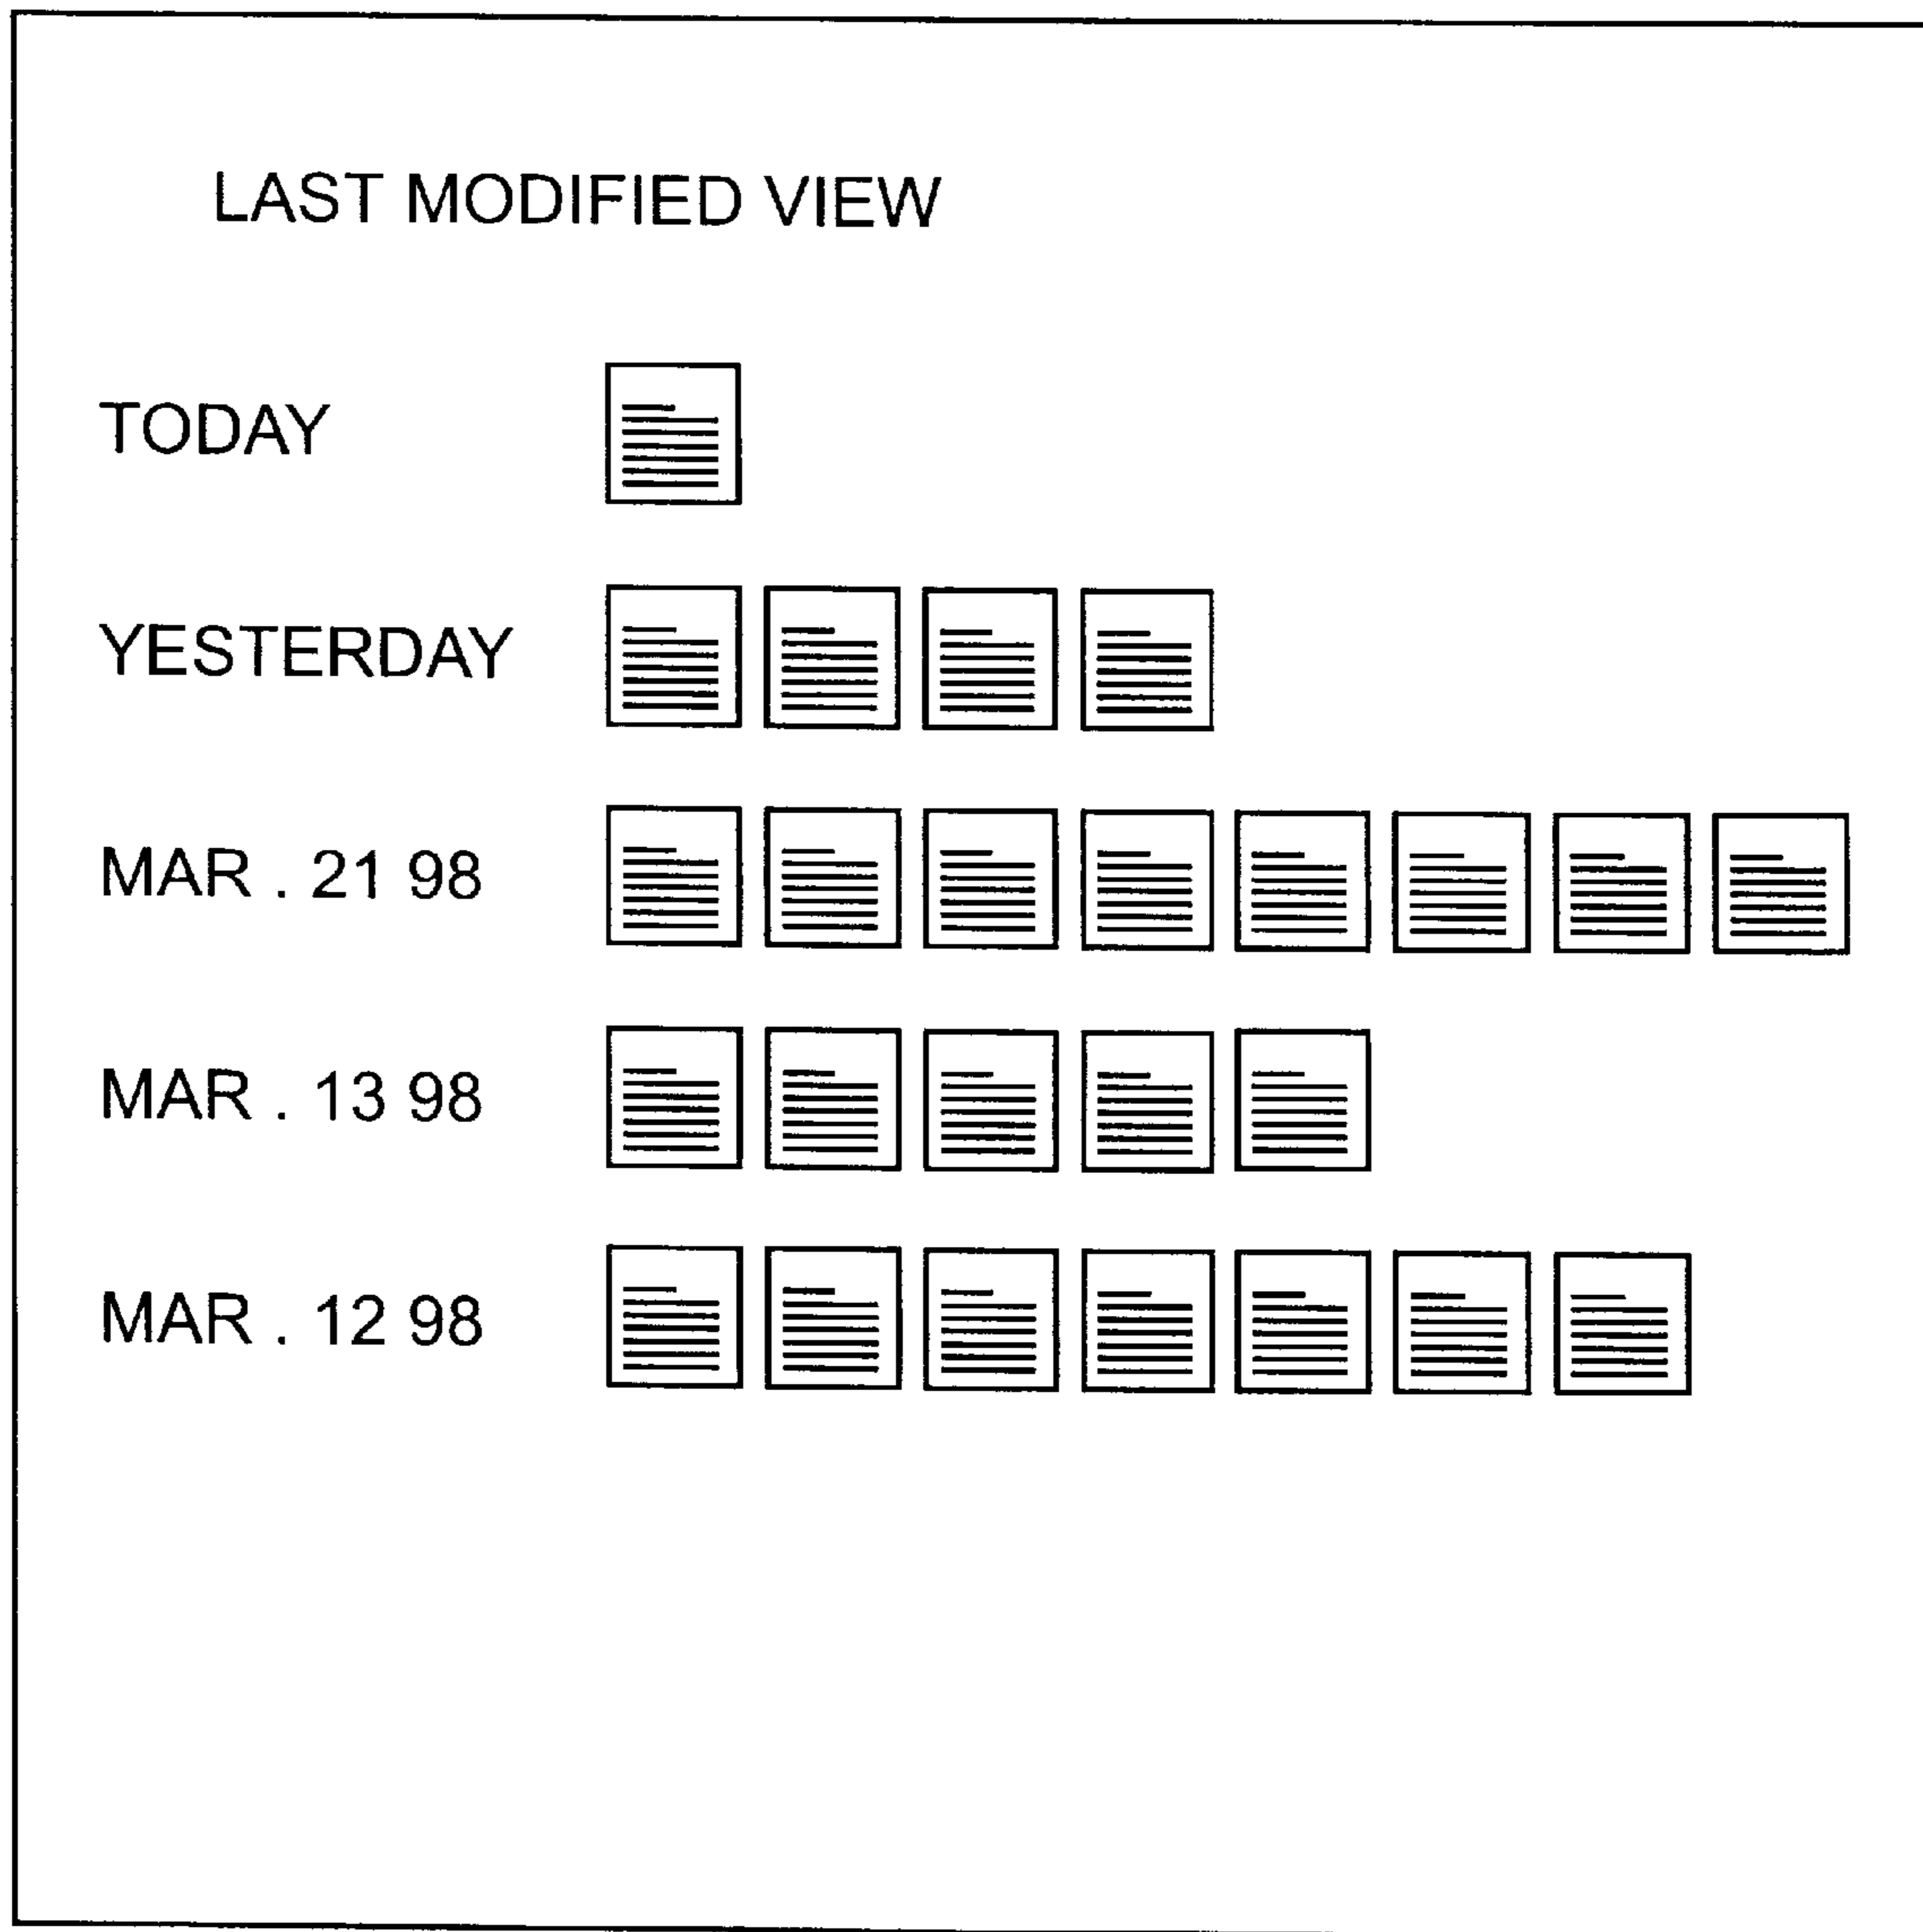 LAST MODIFIED VIEW
TODAY
YESTERDAY
MAR . 21 98
MAR . 13 98
MAR . 12 98